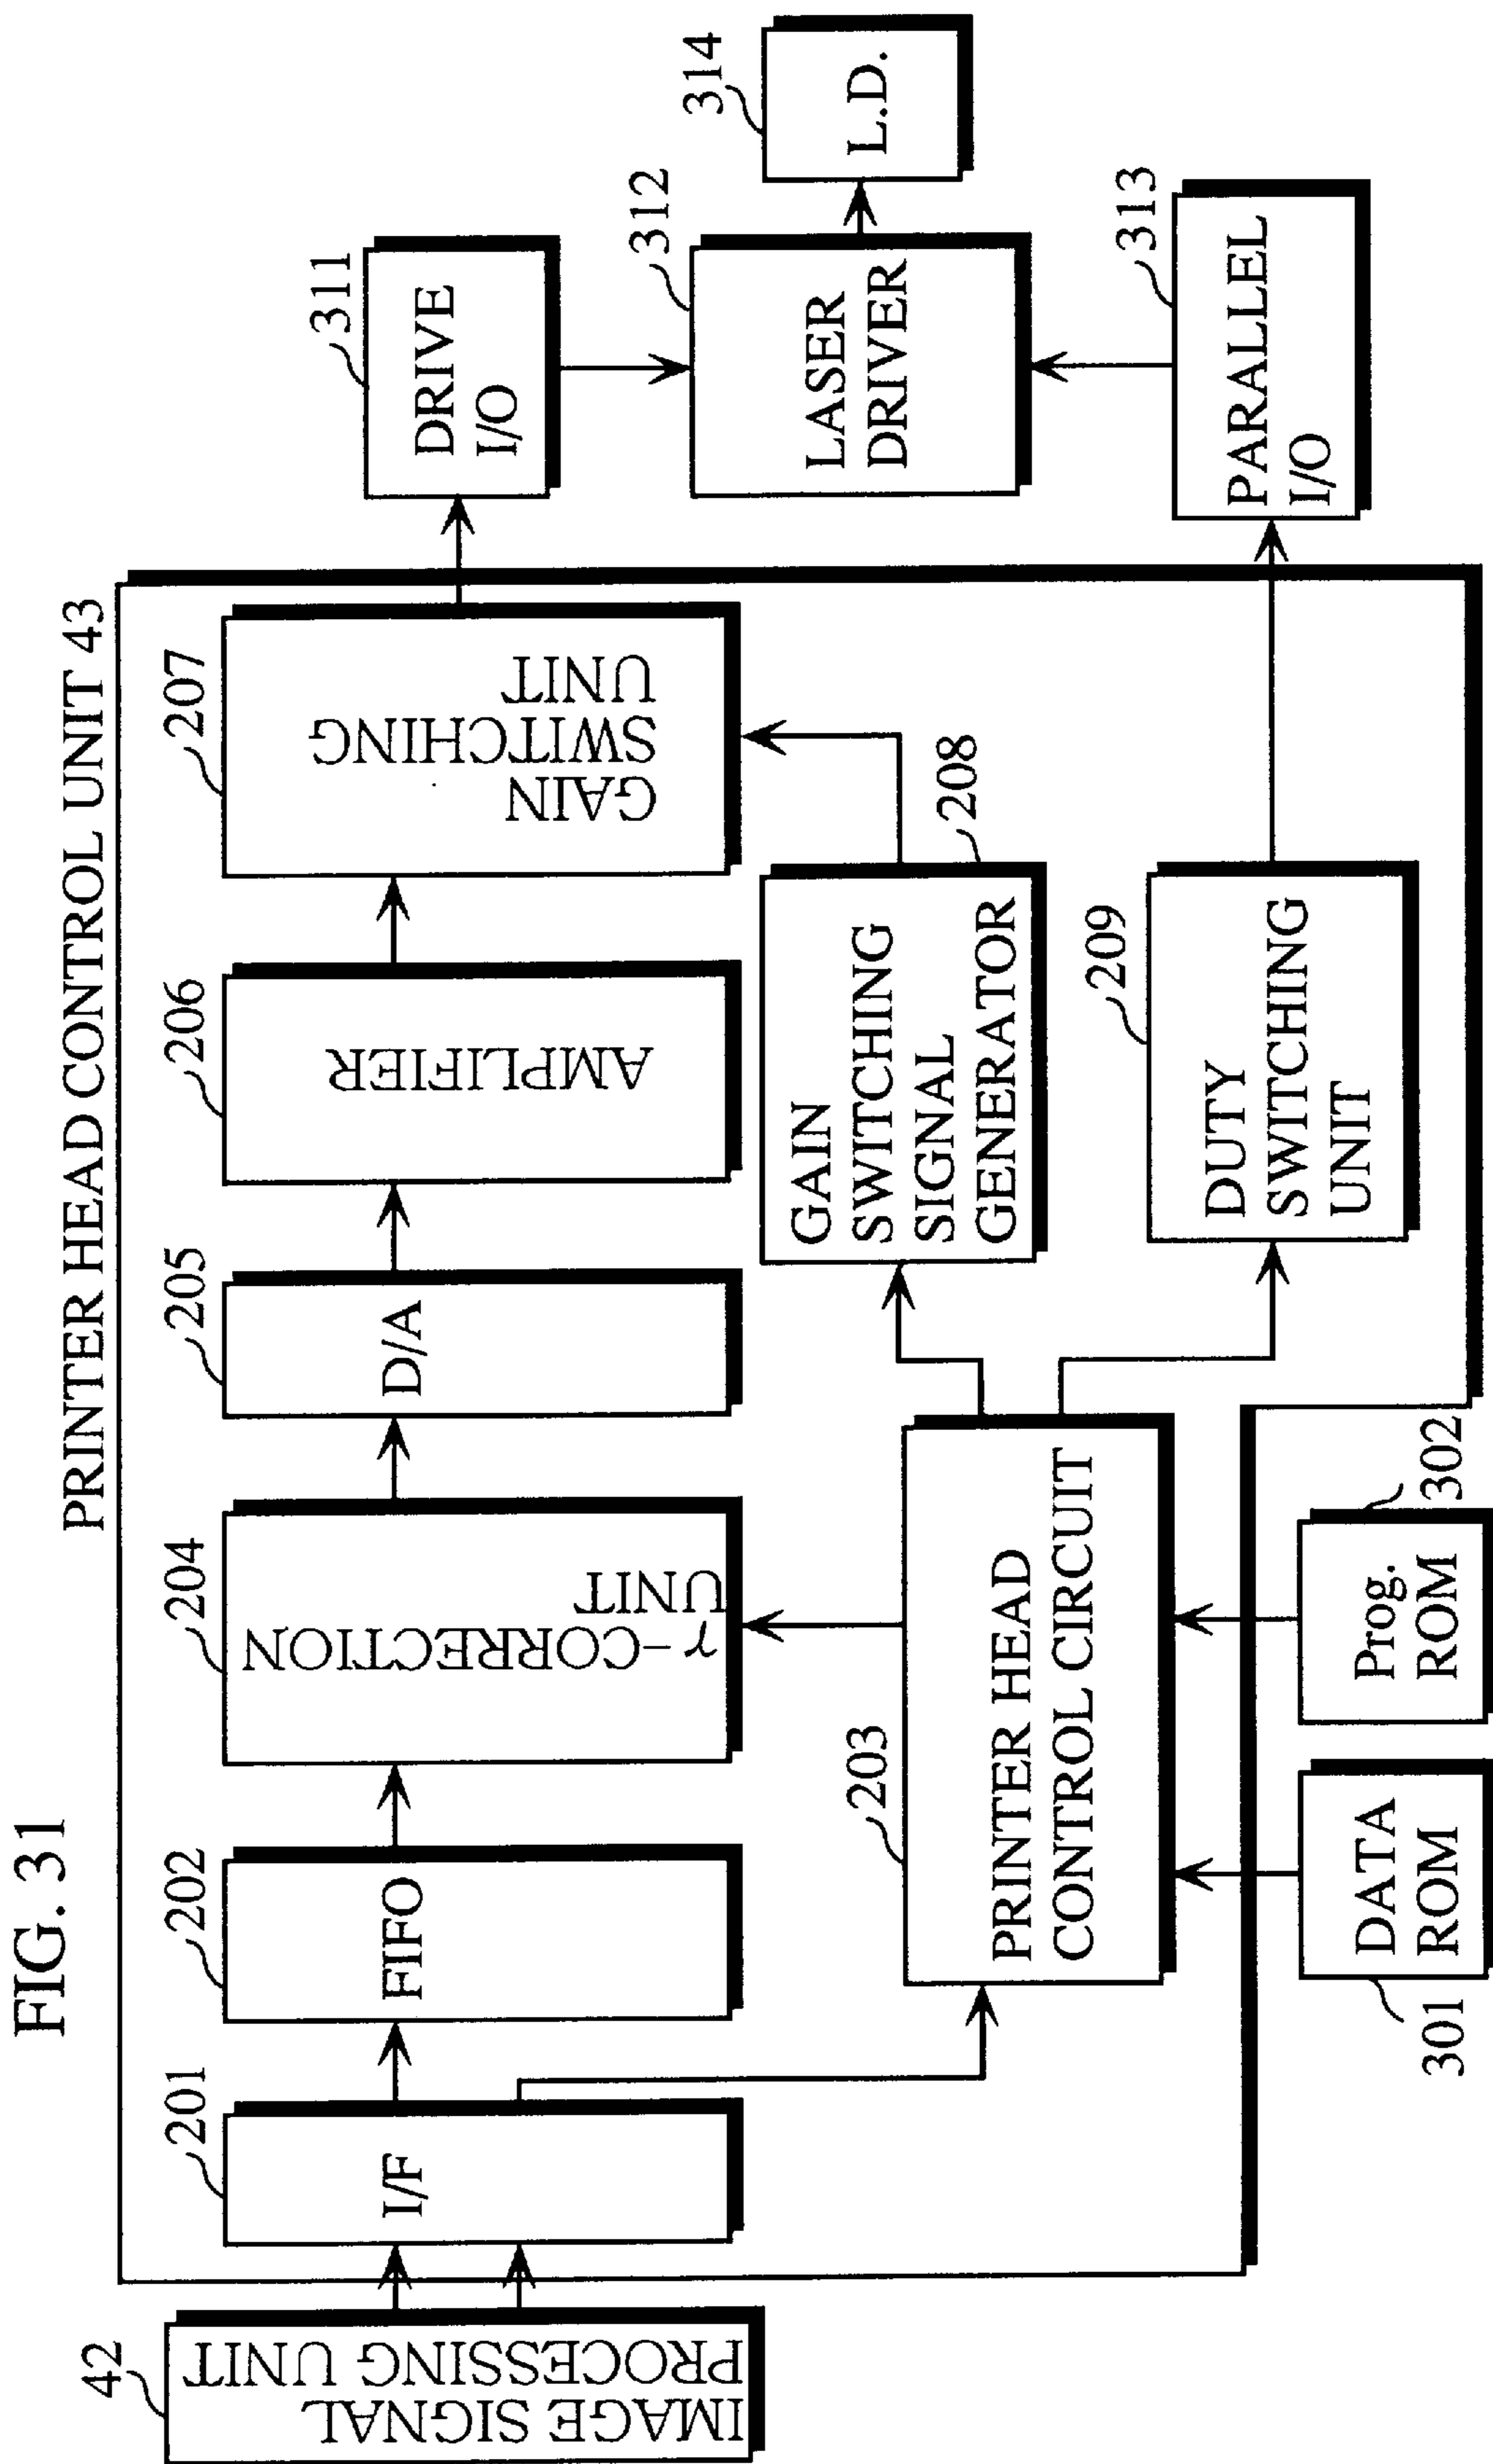 FIG. 31
PRINTER HEAD CONTROL UNIT 43
42
IMAGE SIGNAL
PROCESSING UNIT
201
I/F
202
FIFO
204
γ-CORRECTION
UNIT
205
D/A
206
AMPLIFIER
207
GAIN
SWITCHING
UNIT
311
DRIVE
I/O
312
LASER
DRIVER
314
L.D.
313
PARALLEL
I/O
203
PRINTER HEAD
CONTROL CIRCUIT
208
GAIN
SWITCHING
SIGNAL
GENERATOR
209
DUTY
SWITCHING
UNIT
301
DATA
ROM
302
Prog.
ROM